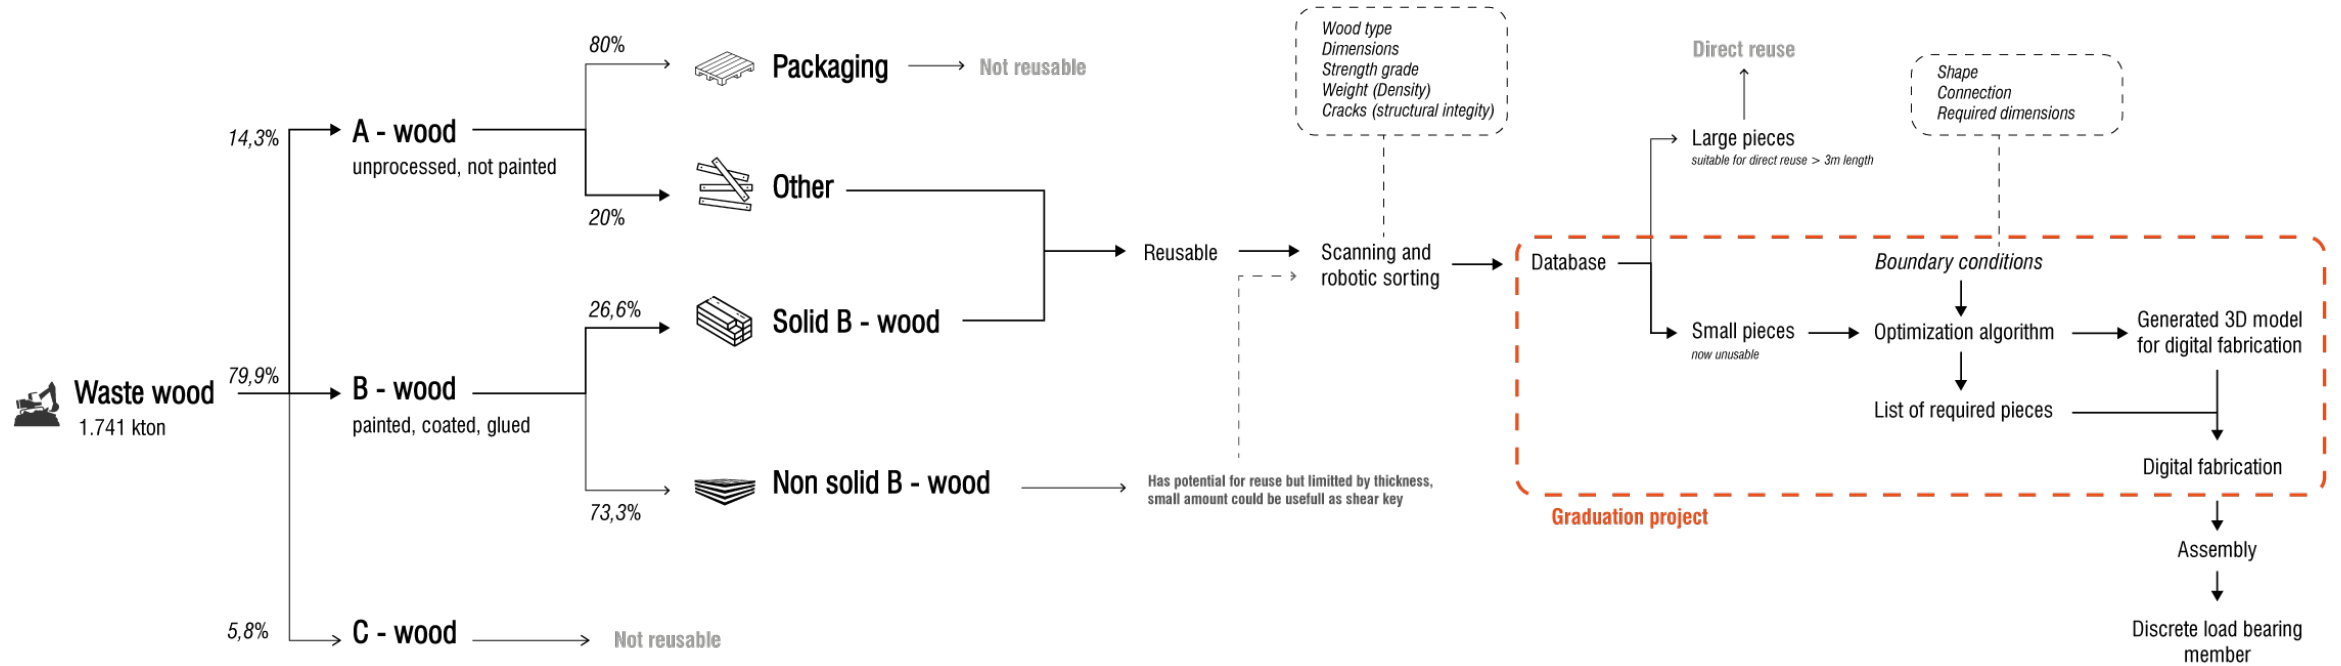 Waste wood
1.741 kton
14,3%
79,9%
5,8%
A - wood
unprocessed, not painted
B - wood
painted, coated, glued
C - wood
Not reusable
80%
20%
26,6%
73,3%
Packaging
Not reusable
Other
Solid B - wood
Non solid B - wood
Has potential for reuse but limitted by thickness,
small amount could be usefull as shear key
Reusable
Wood type
Dimensions
Strength grade
Weight (Density)
Cracks (structural integity)
Scanning and
robotic sorting
Database
Direct reuse
Large pieces
suitable for direct reuse > 3m length
Small pieces
now unusable
Shape
Connection
Required dimensions
Boundary conditions
Optimization algorithm
List of required pieces
Generated 3D model
for digital fabrication
Digital fabrication
Graduation project
Assembly
Discrete load bearing
member